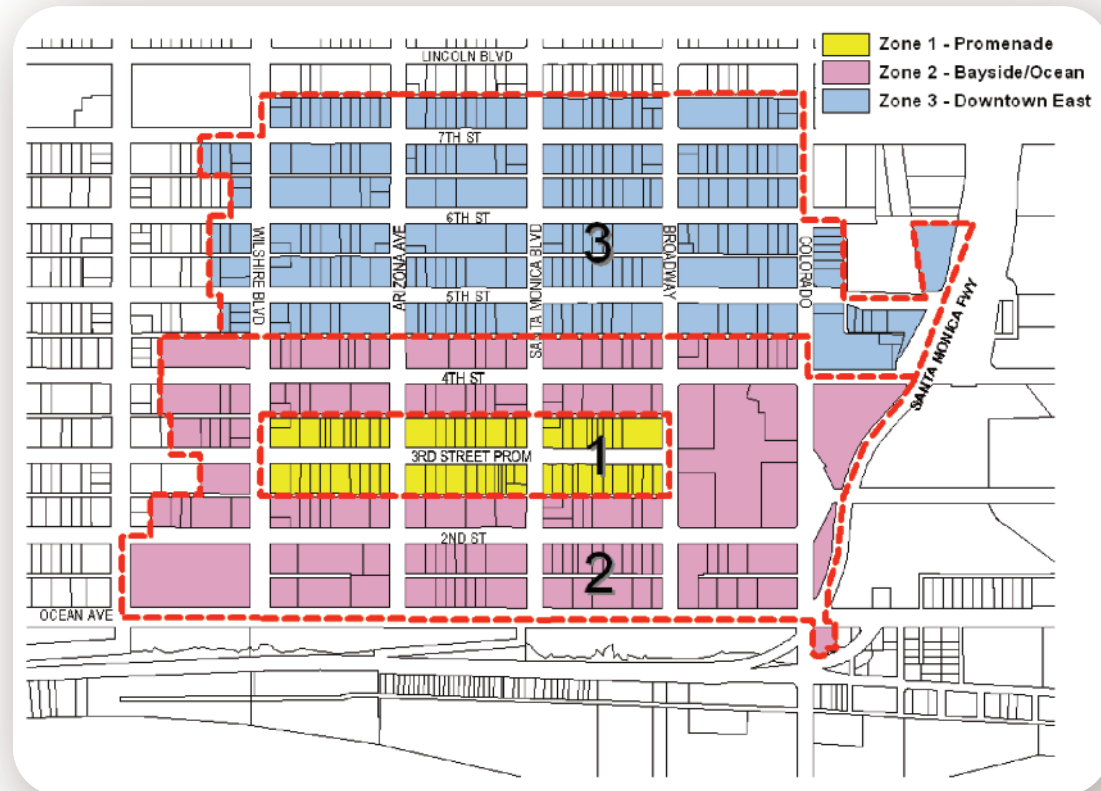 LINCOLN BLVD
Zone 1 - Promenade
Zone 2 - Bayside/Ocean
Zone 3 - Downtown East
7TH ST
6TH ST
WILSHIRE BLVD
ARIZONA AVE
SANTA MONICA BLVD
3
BROADWAY
COLORADO
5TH ST
SANTA MONICA FWY
4TH ST
3RD STREET PROM
1
2ND ST
2
OCEAN AVE